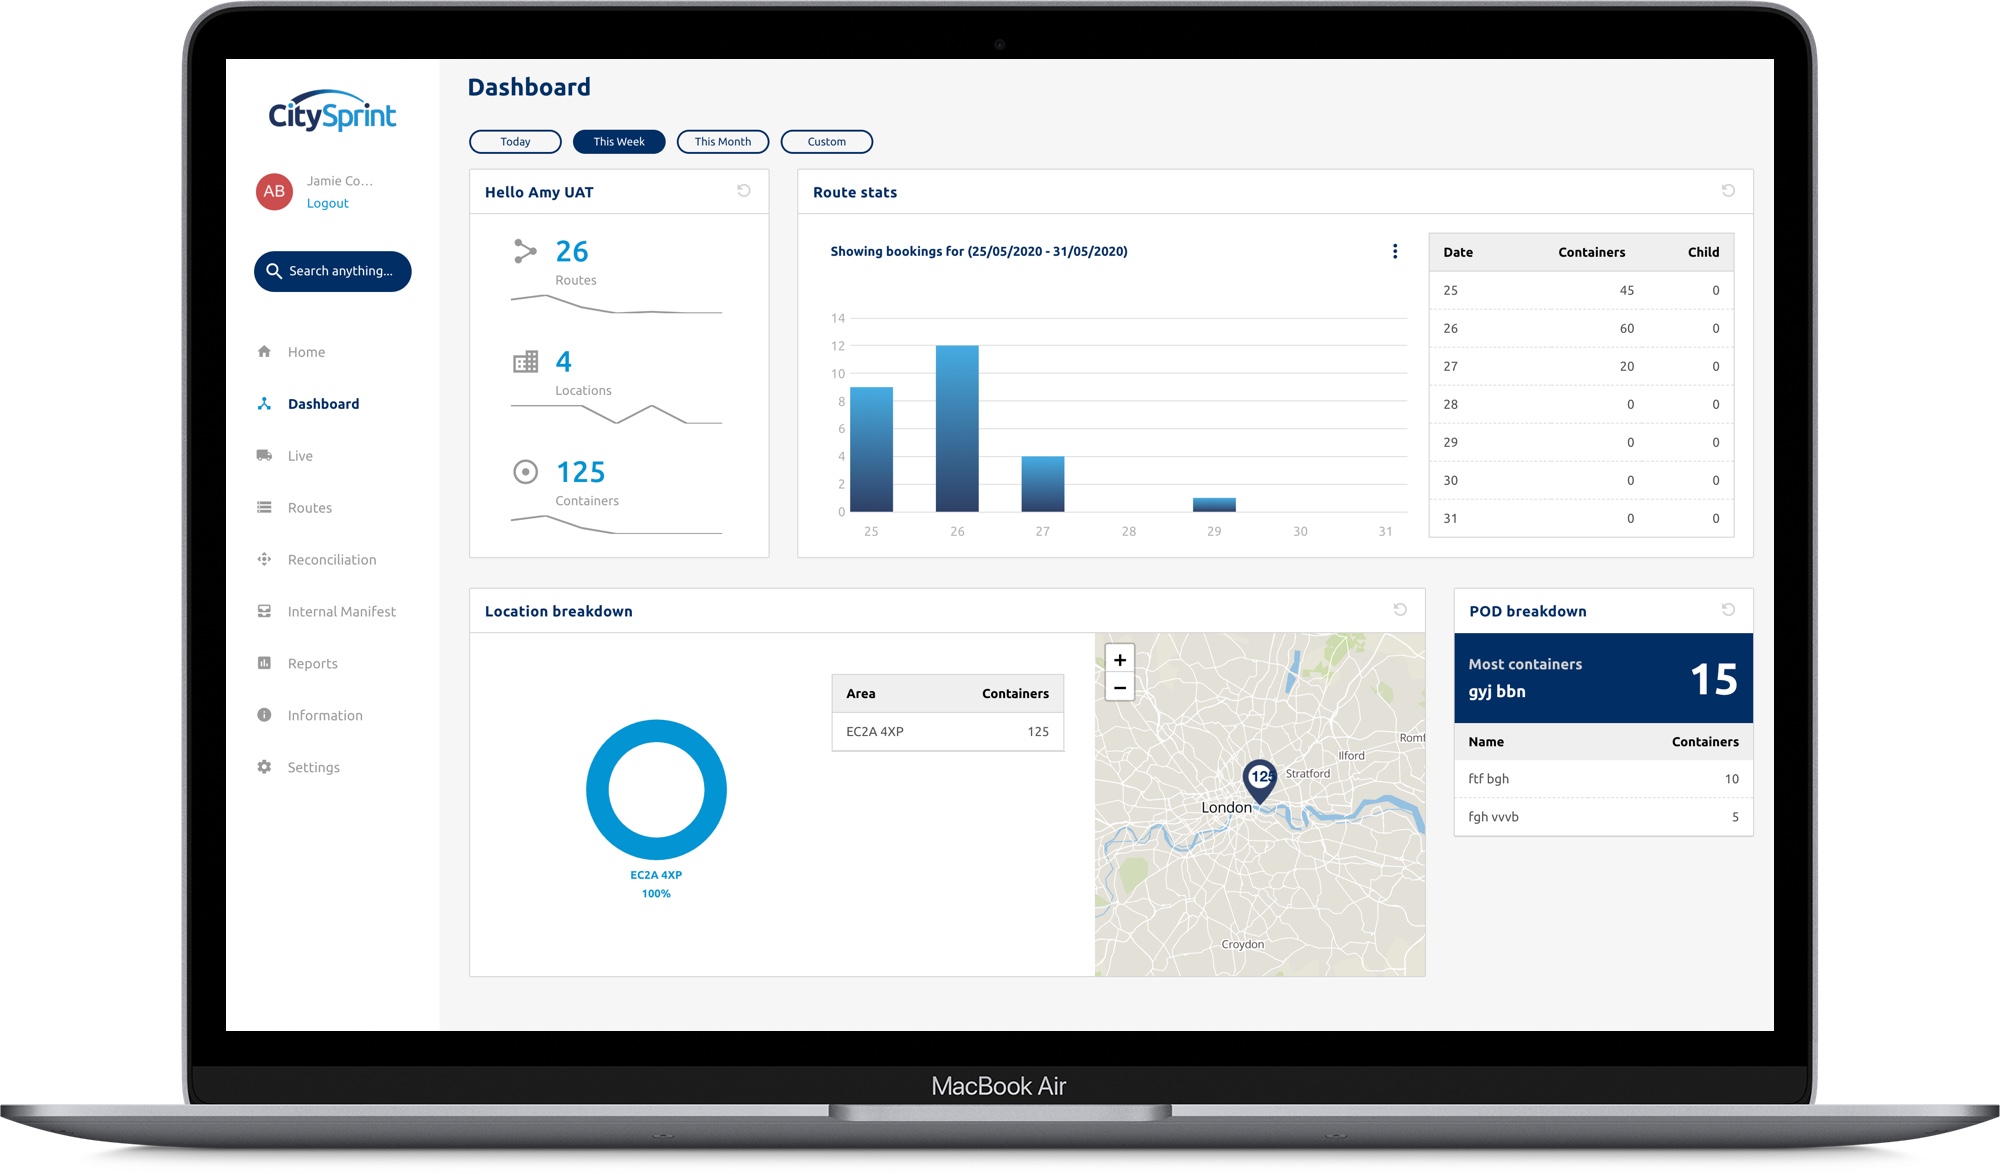 CitySprint
AB
Jamie Co...
Logout
Search anything...
Home
Dashboard
Live
Routes
Reconciliation
Internal Manifest
Reports
Information
Settings
Dashboard
Today
This Week
This Month
Custom
Hello Amy UAT
26
Routes
4
Locations
125
Containers
Route stats
Showing bookings for (25/05/2020 - 31/05/2020)
14
12
10
8
6
4
2
0
25 26 27 28 29 30 31
Date Containers Child
25 45 0
26 60 0
27 20 0
28 0 0
29 0 0
30 0 0
31 0 0
Location breakdown
EC2A 4XP
100%
Area Containers
EC2A 4XP 125
+
−
Romf
Ilford
Stratford
125
London
Croydon
POD breakdown
Most containers
gyj bbn
15
Name Containers
ftf bgh 10
fgh vvvb 5
MacBook Air